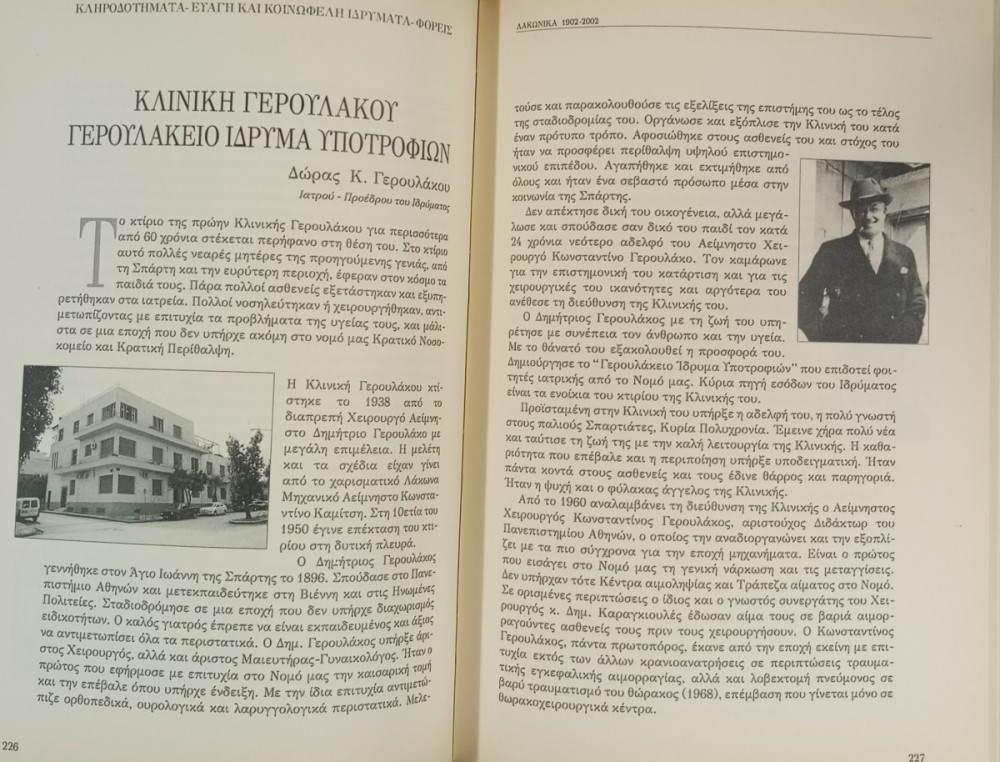 ΚΛΗΡΟΔΟΤΗΜΑΤΑ- ΕΥΑΓΗ ΚΑΙ ΚΟΙΝΩΦΕΛΗ ΙΔΡΥΜΑΤΑ- ΦΟΡΕΙΣ
ΚΛΙΝΙΚΗ ΓΕΡΟΥΛΑΚΟΥ
ΓΕΡΟΥΛΑΚΕΙΟ ΙΔΡΥΜΑ ΥΠΟΤΡΟΦΙΩΝ
Δώρας Κ. Γερουλάκου
Ιατρού - Προέδρου του Ιδρύματος
Το κτίριο της πρώην Κλινικής Γερουλάκου για περισσότερα
από 60 χρόνια στέκεται περήφανο στη θέση του. Στο κτίριο
αυτό πολλές νεαρές μητέρες της προηγούμενης γενιάς, από
τη Σπάρτη και την ευρύτερη περιοχή, έφεραν στον κόσμο τα
παιδιά τους. Πάρα πολλοί ασθενείς εξετάστηκαν και εξυπη-
ρετήθηκαν στα ιατρεία. Πολλοί νοσηλεύτηκαν ή χειρουργήθηκαν, αντι-
μετωπίζοντας με επιτυχία τα προβλήματα της υγείας τους, και μάλι-
στα σε μια εποχή που δεν υπήρχε ακόμη στο νομό μας Κρατικό Νοσο-
κομείο και Κρατική Περίθαλψη.
Η Κλινική Γερουλάκου κτί-
στηκε το 1938 από το
διαπρεπή Χειρουργό Αείμνη-
στο Δημήτριο Γερουλάκο με
μεγάλη επιμέλεια. Η μελέτη
και τα σχέδια είχαν γίνει
από το χαρισματικό Λάκωνα
Μηχανικό Αείμνηστο Κωνστα-
ντίνο Καμίτση. Στη 10ετία του
1950 έγινε επέκταση του κτι-
ρίου στη δυτική πλευρά.
Ο Δημήτριος Γερουλάκος
γεννήθηκε στον Άγιο Ιωάννη της Σπάρτης το 1896. Σπούδασε στο Πανε-
πιστήμιο Αθηνών και μετεκπαιδεύτηκε στη Βιέννη και στις Ηνωμένες
Πολιτείες. Σταδιοδρόμησε σε μια εποχή που δεν υπήρχε διαχωρισμός
ειδικοτήτων. Ο καλός γιατρός έπρεπε να είναι εκπαιδευμένος και άξιος
να αντιμετωπίσει όλα τα περιστατικά. Ο Δημ. Γερουλάκος υπήρξε άρι-
στος Χειρουργός, αλλά και άριστος Μαιευτήρας-Γυναικολόγος. Ήταν ο
πρώτος που εφήρμοσε με επιτυχία στο Νομό μας την καισαρική τομή
και την επέβαλε όπου υπήρχε ένδειξη. Με την ίδια επιτυχία αντιμετώ-
πιζε ορθοπεδικά, ουρολογικά και λαρυγγολογικά περιστατικά. Μελε-
226
ΛΑΚΩΝΙΚΑ 1902-2002
τούσε και παρακολουθούσε τις εξελίξεις της επιστήμης του ως το τέλος
της σταδιοδρομίας του. Οργάνωσε και εξόπλισε την Κλινική του κατά
έναν πρότυπο τρόπο. Αφοσιώθηκε στους ασθενείς του και στόχος του
ήταν να προσφέρει περίθαλψη υψηλού επιστημο-
νικού επιπέδου. Αγαπήθηκε και εκτιμήθηκε από
όλους και ήταν ένα σεβαστό πρόσωπο μέσα στην
κοινωνία της Σπάρτης.
Δεν απέκτησε δική του οικογένεια, αλλά μεγά-
λωσε και σπούδασε σαν δικό του παιδί τον κατά
24 χρόνια νεότερο αδελφό του Αείμνηστο Χει-
ρουργό Κωνσταντίνο Γερουλάκο. Τον καμάρωνε
για την επιστημονική του κατάρτιση και για τις
χειρουργικές του ικανότητες και αργότερα του
ανέθεσε τη διεύθυνση της Κλινικής του.
Ο Δημήτριος Γερουλάκος με τη ζωή του υπη-
ρέτησε με συνέπεια τον άνθρωπο και την υγεία.
Με το θάνατό του εξακολουθεί η προσφορά του.
Δημιούργησε το "Γερουλάκειο Ίδρυμα Υποτροφιών" που επιδοτεί φοι-
τητές ιατρικής από το Νομό μας. Κύρια πηγή εσόδων του Ιδρύματος
είναι τα ενοίκια του κτιρίου της Κλινικής του.
Προϊσταμένη στην Κλινική του υπήρξε η αδελφή του, η πολύ γνωστή
στους παλιούς Σπαρτιάτες, Κυρία Πολυχρονία. Έμεινε χήρα πολύ νέα
και ταύτισε τη ζωή της με την καλή λειτουργία της Κλινικής. Η καθα-
ριότητα που επέβαλε και η περιποίηση υπήρξε υποδειγματική. Ήταν
πάντα κοντά στους ασθενείς και τους έδινε θάρρος και παρηγοριά.
Ήταν η ψυχή και ο φύλακας άγγελος της Κλινικής.
Από το 1960 αναλαμβάνει τη διεύθυνση της Κλινικής ο Αείμνηστος
Χειρουργός Κωνσταντίνος Γερουλάκος, αριστούχος Διδάκτωρ του
Πανεπιστημίου Αθηνών, ο οποίος την αναδιοργανώνει και την εξοπλί-
ζει με τα πιο σύγχρονα για την εποχή μηχανήματα. Είναι ο πρώτος
που εισάγει στο Νομό μας τη γενική νάρκωση και τις μεταγγίσεις.
Δεν υπήρχαν τότε Κέντρα αιμοληψίας και Τράπεζα αίματος στο Νομό.
Σε ορισμένες περιπτώσεις ο ίδιος και ο γνωστός συνεργάτης του Χει-
ρουργός κ. Δημ. Καραγκιουλές έδωσαν αίμα τους σε βαριά αιμορ-
ραγούντες ασθενείς τους πριν τους χειρουργήσουν. Ο Κωνσταντίνος
Γερουλάκος, πάντα πρωτοπόρος, έκανε από την εποχή εκείνη με επι-
τυχία εκτός των άλλων κρανιοανατρήσεις σε περιπτώσεις τραυμα-
τικής εγκεφαλικής αιμορραγίας, αλλά και λοβεκτομή πνεύμονος σε
βαρύ τραυματισμό του θώρακος (1968), επέμβαση που γίνεται μόνο σε
θωρακοχειρουργικά κέντρα.
227